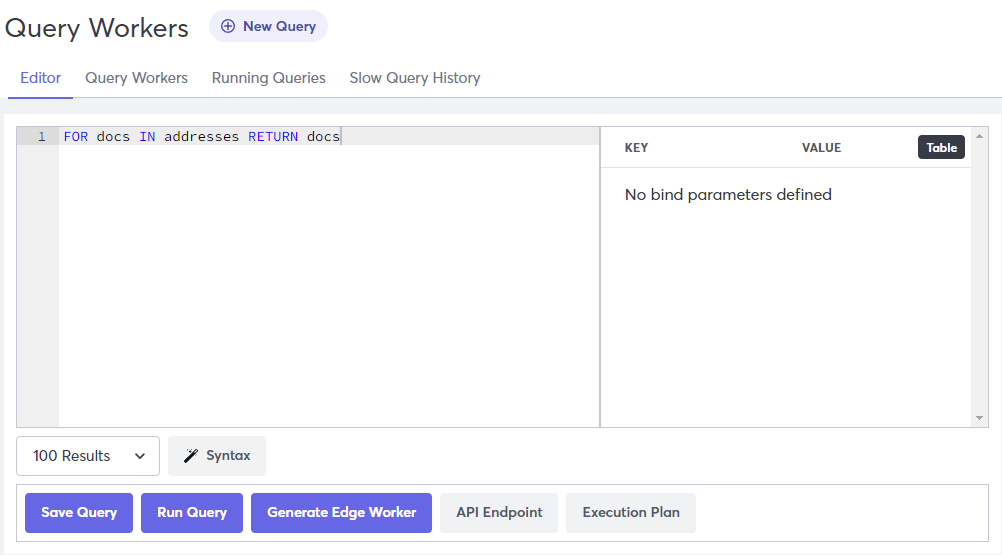 Query Workers
New Query
Editor
Query Workers
Running Queries
Slow Query History
1 FOR docs IN addresses RETURN docs
KEY VALUE Table
No bind parameters defined
100 Results
Syntax
Save Query
Run Query
Generate Edge Worker
API Endpoint
Execution Plan